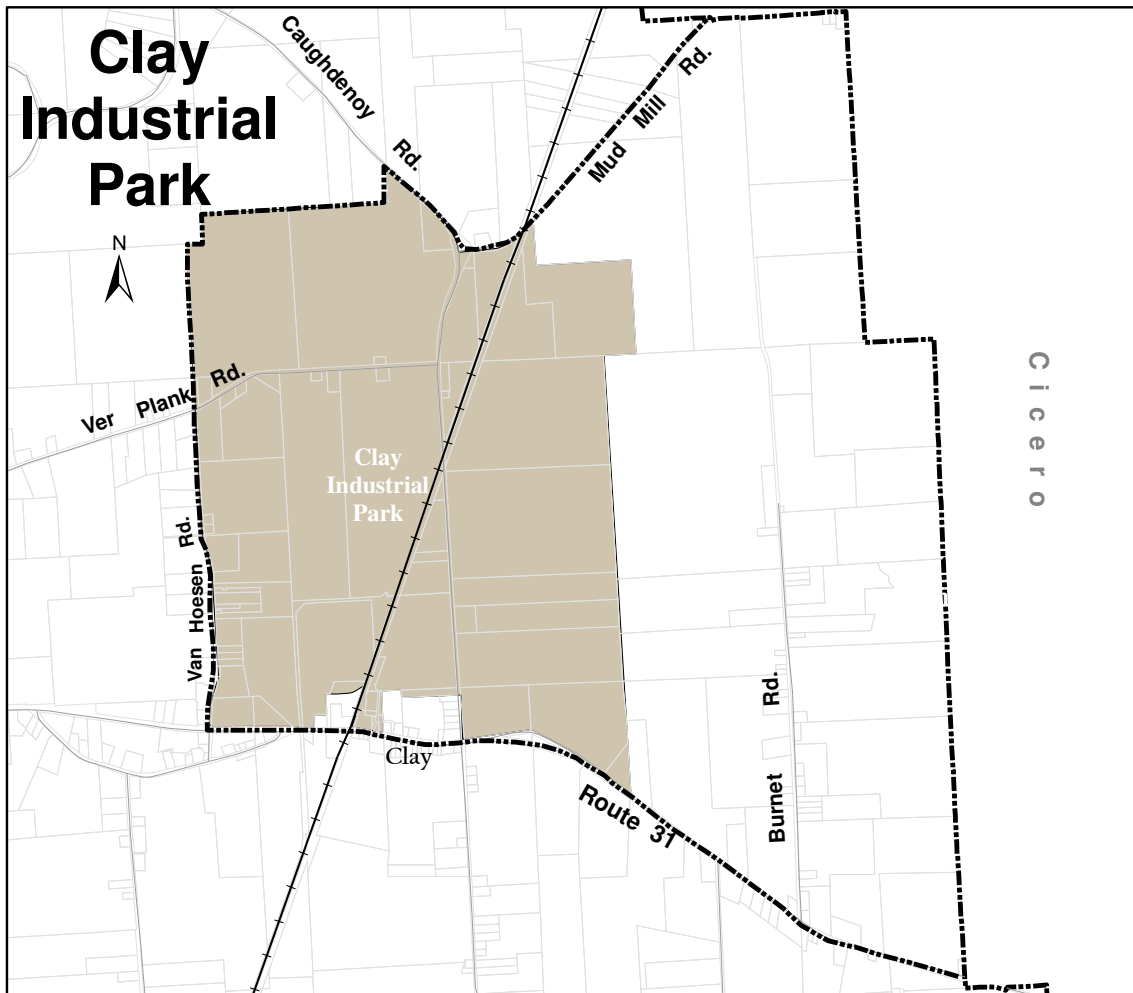 Clay
Industrial
Park
N
Caughdenoy
Rd.
Mud Mill Rd.
Ver Plank Rd.
Clay
Industrial
Park
Van Hoesen Rd.
Clay
Route 31
Burnet Rd.
Cicero